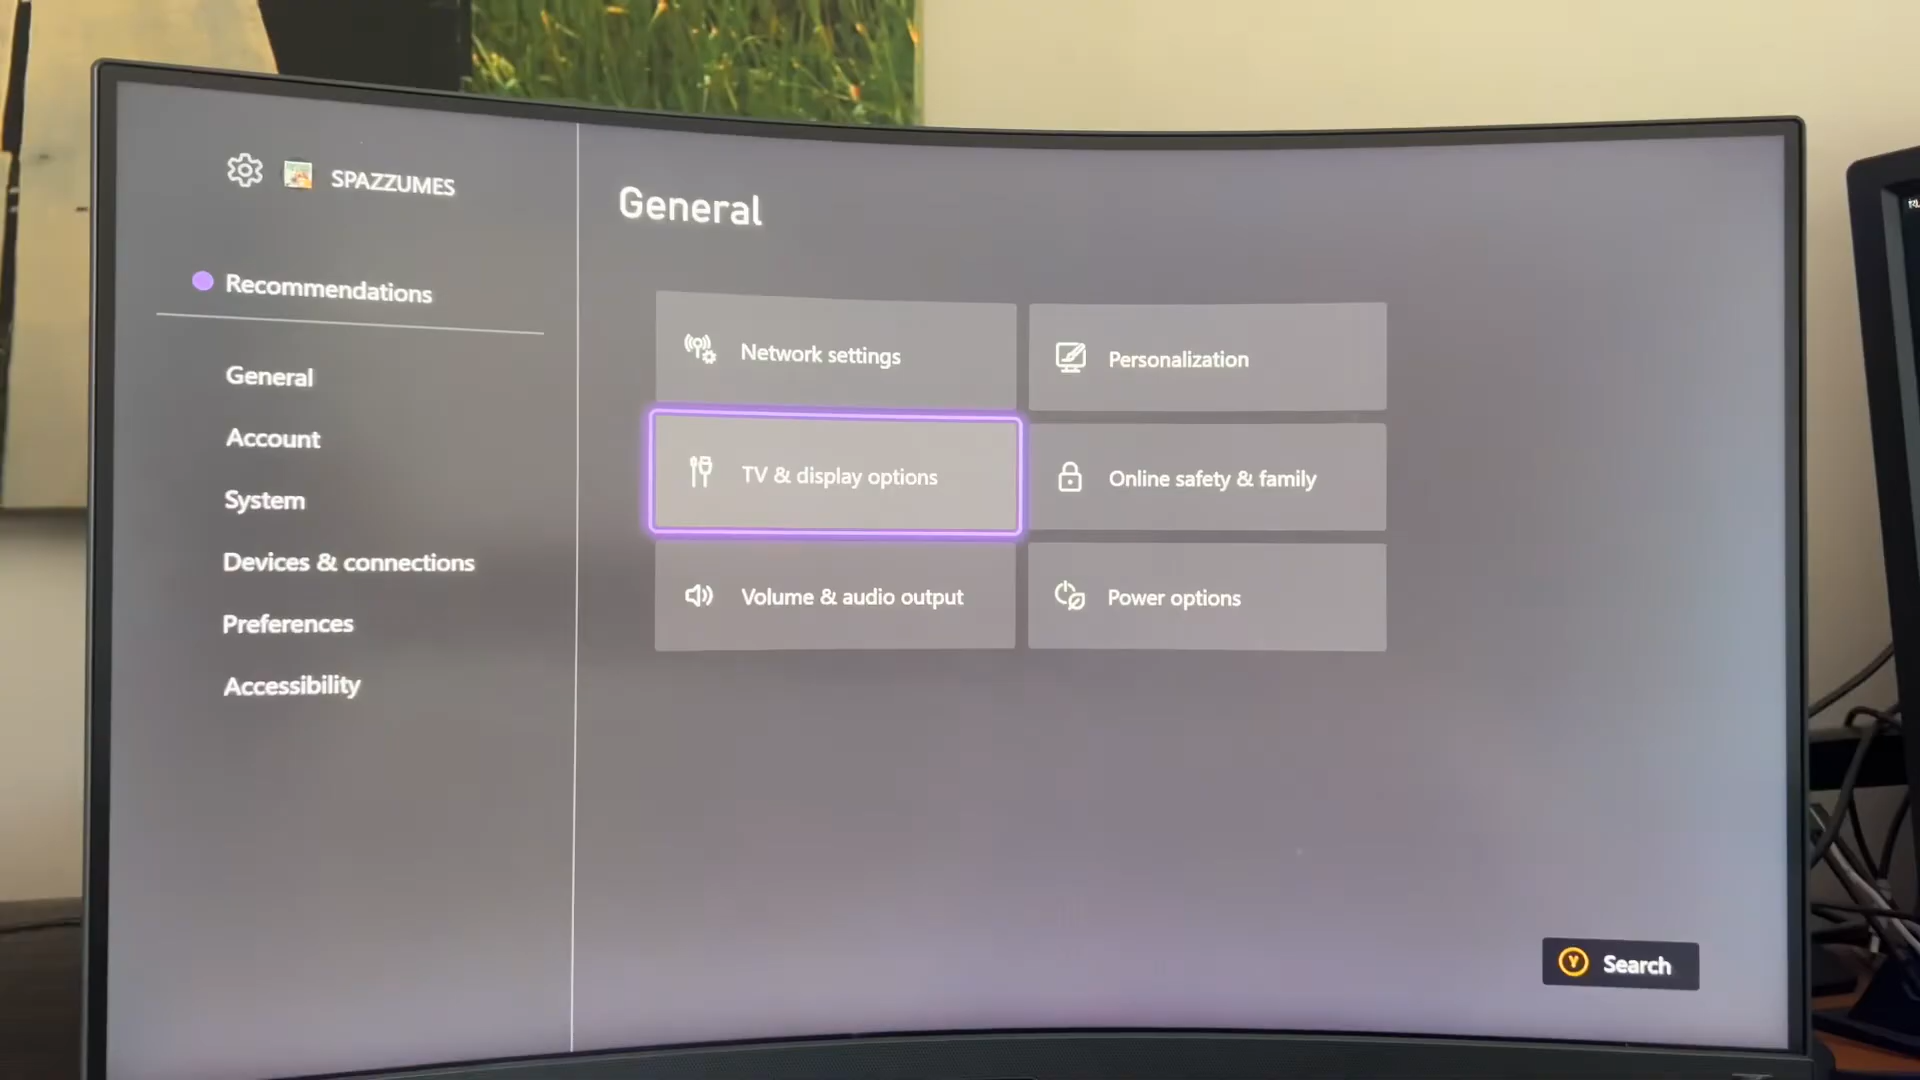 SPAZZUMES
Recommendations
General
Account
System
Devices & connections
Preferences
Accessibility
General
Network settings
Personalization
TV & display options
Online safety & family
Volume & audio output
Power options
Y Search